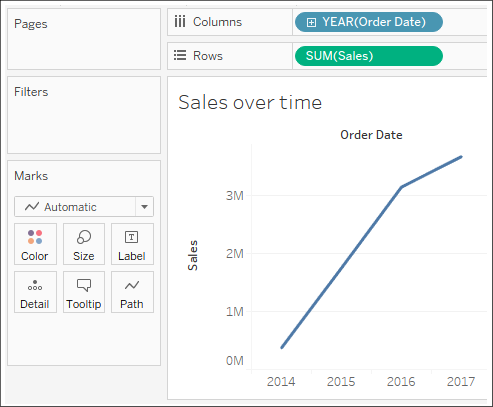 Pages
Columns
YEAR(Order Date)
Rows
SUM(Sales)
Filters
Sales over time
Order Date
Marks
Automatic
Color Size Label
Detail Tooltip Path
Sales
3M
2M
1M
0M
2014 2015 2016 2017